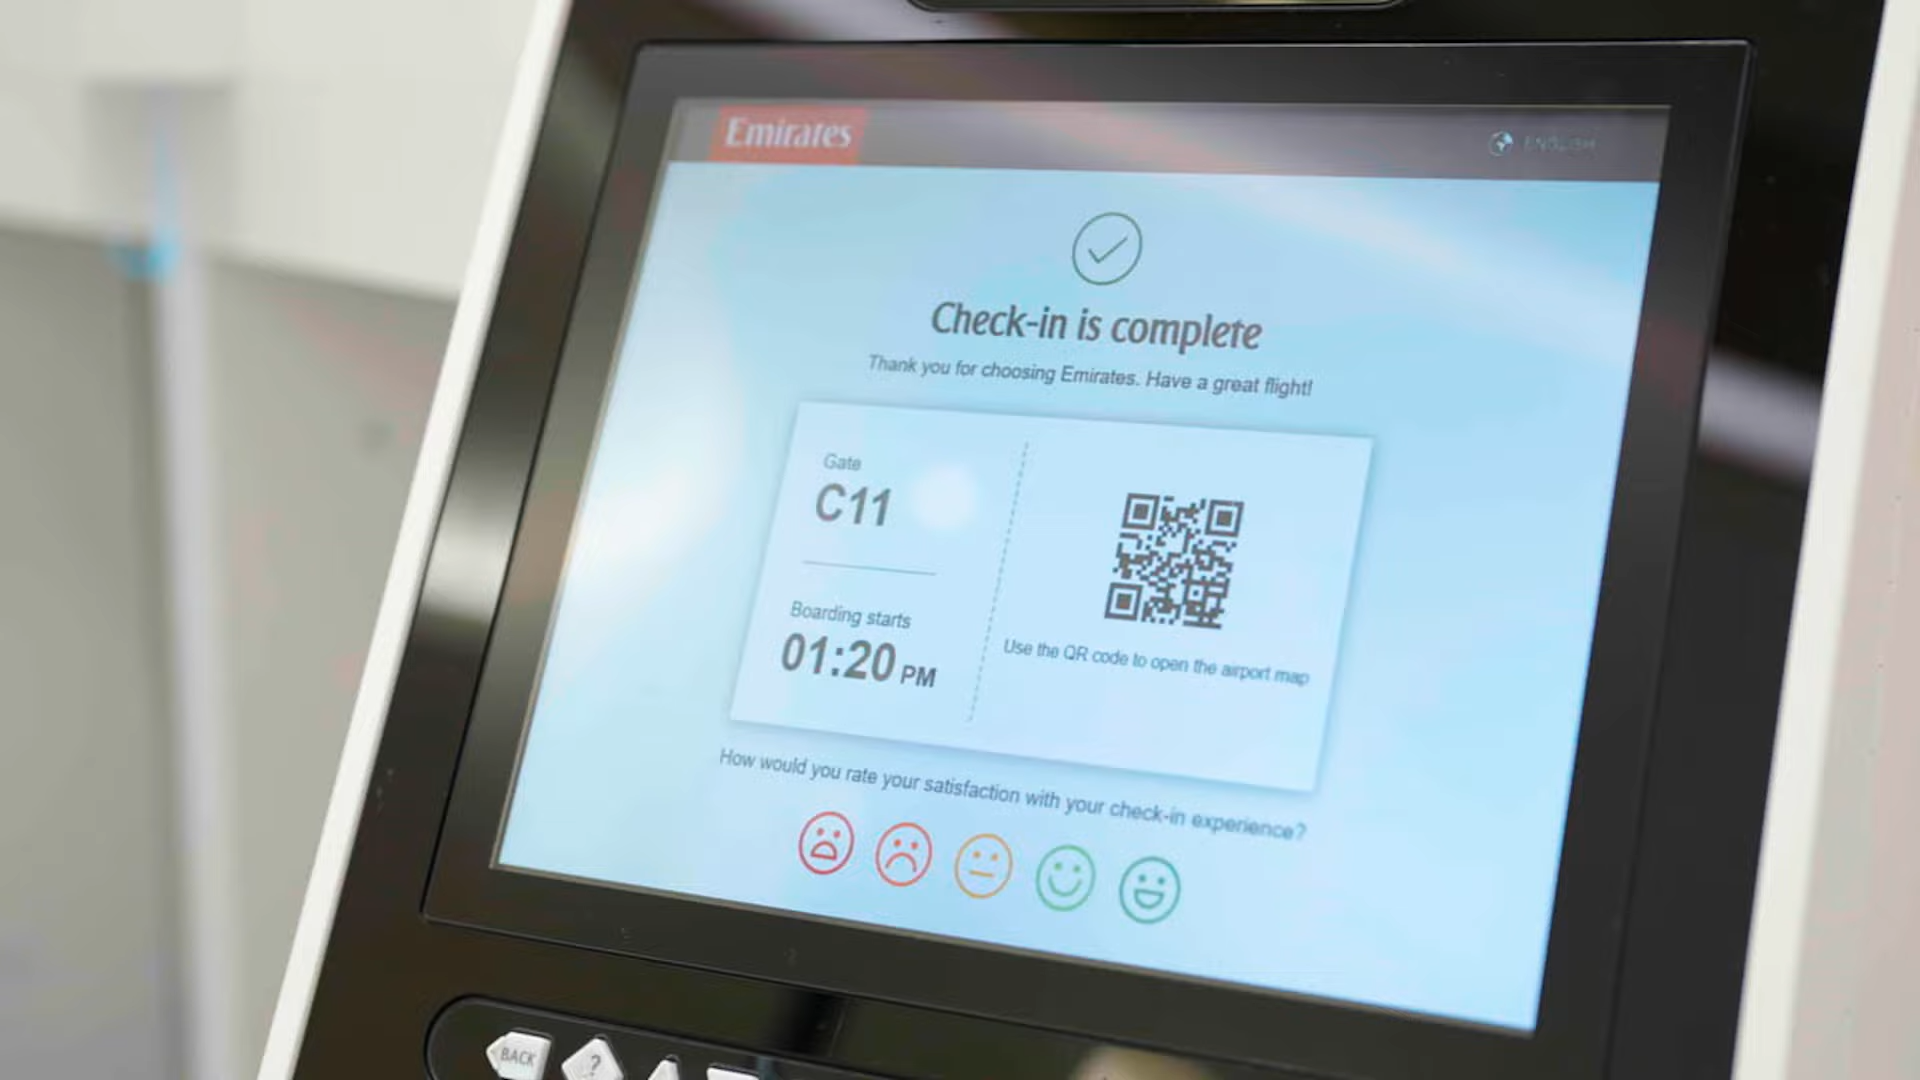 Emirates
ENGLISH
Check-in is complete
Thank you for choosing Emirates. Have a great flight!
Gate
C11
Boarding starts
01:20 PM
Use the QR code to open the airport map
How would you rate your satisfaction with your check-in experience?
BACK
?